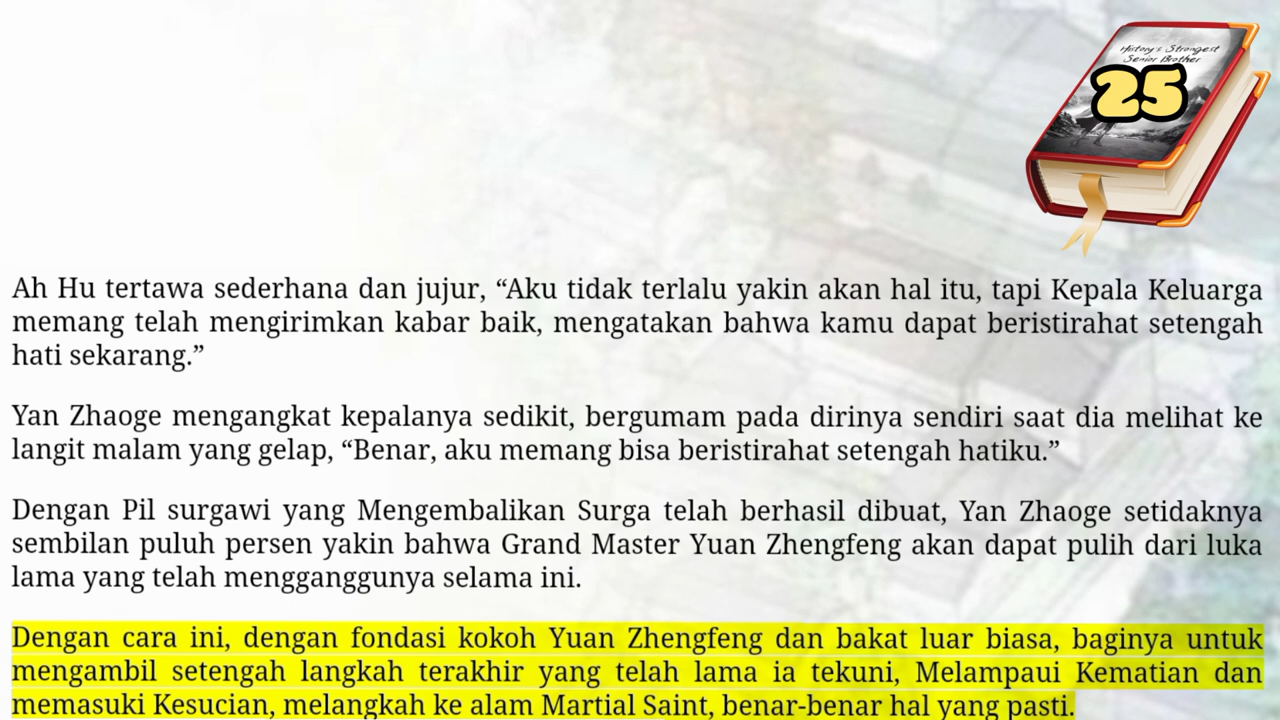 History's Strongest
Senior Brother
25
Ah Hu tertawa sederhana dan jujur, “Aku tidak terlalu yakin akan hal itu, tapi Kepala Keluarga
memang telah mengirimkan kabar baik, mengatakan bahwa kamu dapat beristirahat setengah
hati sekarang.”
Yan Zhaoge mengangkat kepalanya sedikit, bergumam pada dirinya sendiri saat dia melihat ke
langit malam yang gelap, “Benar, aku memang bisa beristirahat setengah hatiku.”
Dengan Pil surgawi yang Mengembalikan Surga telah berhasil dibuat, Yan Zhaoge setidaknya
sembilan puluh persen yakin bahwa Grand Master Yuan Zhengfeng akan dapat pulih dari luka
lama yang telah mengganggunya selama ini.
Dengan cara ini, dengan fondasi kokoh Yuan Zhengfeng dan bakat luar biasa, baginya untuk
mengambil setengah langkah terakhir yang telah lama ia tekuni, Melampaui Kematian dan
memasuki Kesucian, melangkah ke alam Martial Saint, benar-benar hal yang pasti.